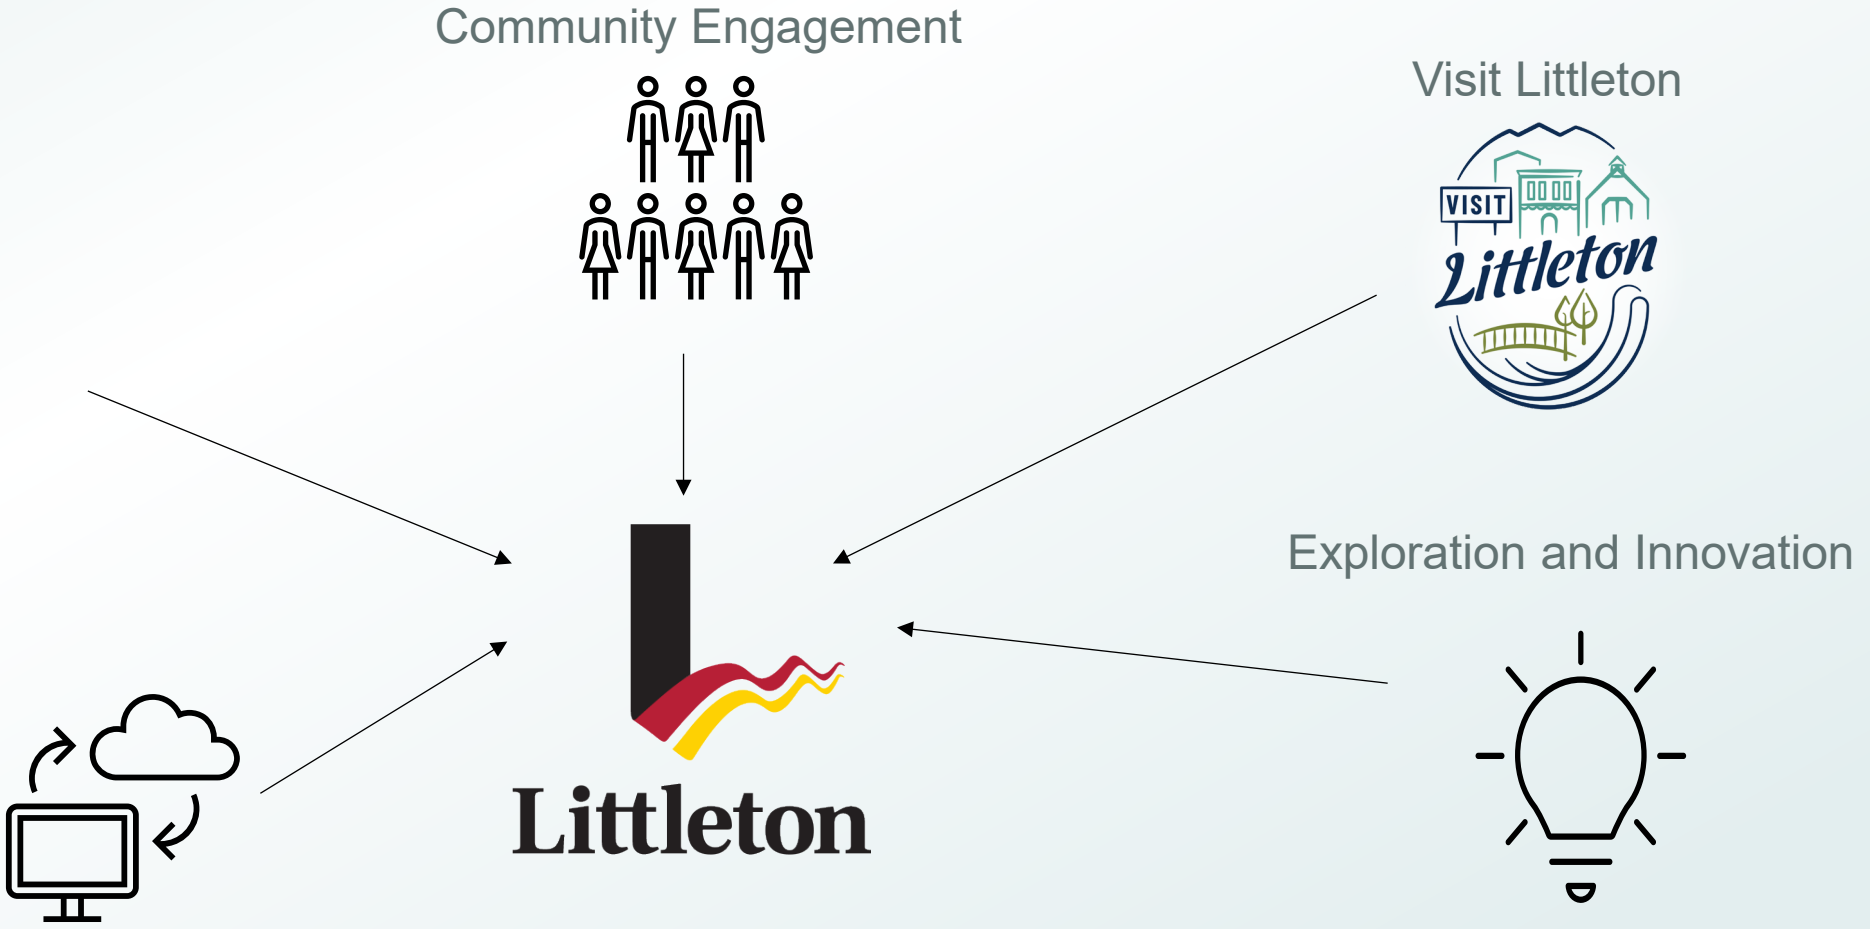 Community Engagement
Visit Littleton
VISIT
Littleton
Exploration and Innovation
Littleton